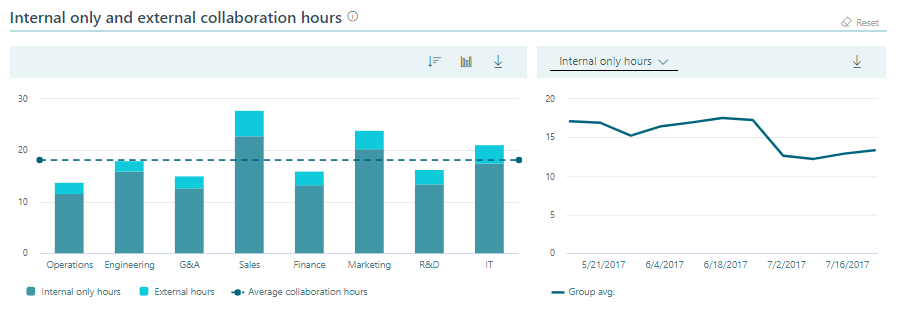 Internal only and external collaboration hours
Reset
Internal only hours
30
20
10
0
Operations Engineering G&A Sales Finance Marketing R&D IT
Internal only hours External hours Average collaboration hours
20
15
10
5
0
5/21/2017 6/4/2017 6/18/2017 7/2/2017 7/16/2017
Group avg.